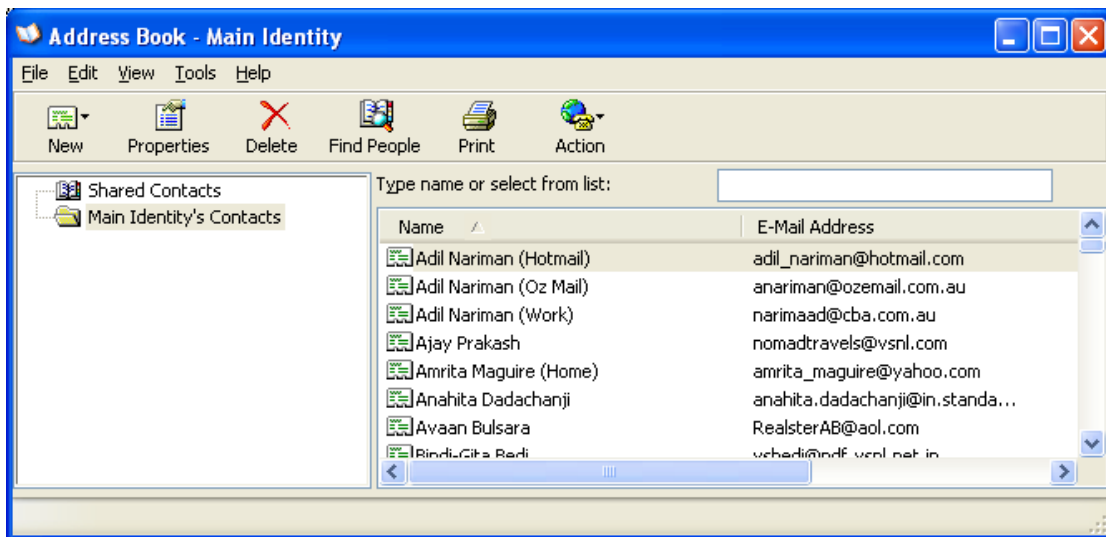 Address Book - Main Identity
File Edit View Tools Help
New Properties Delete Find People Print Action
Shared Contacts
Main Identity's Contacts
Type name or select from list:
Name E-Mail Address
Adil Nariman (Hotmail) adil_nariman@hotmail.com
Adil Nariman (Oz Mail) anariman@ozemail.com.au
Adil Nariman (Work) narimaad@cba.com.au
Ajay Prakash nomadtravels@vsnl.com
Amrita Maguire (Home) amrita_maguire@yahoo.com
Anahita Dadachanji anahita.dadachanji@in.standa...
Avaan Bulsara RealsterAB@aol.com
Bindi-Gita Bedi